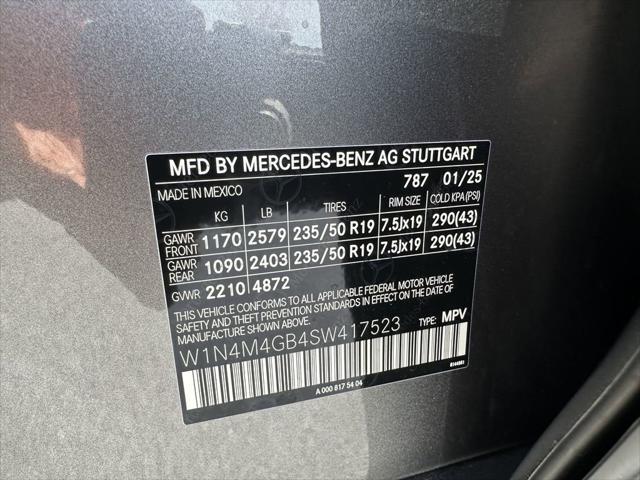 MFD BY MERCEDES-BENZ AG STUTTGART
MADE IN MEXICO 787 01/25
KG LB TIRES RIM SIZE COLD KPA(PSI)
GAWR FRONT 1170 2579 235/50 R19 7.5Jx19 290(43)
GAWR REAR 1090 2403 235/50 R19 7.5Jx19 290(43)
GVWR 2210 4872
THIS VEHICLE CONFORMS TO ALL APPLICABLE FEDERAL MOTOR VEHICLE
SAFETY AND THEFT PREVENTION STANDARDS IN EFFECT ON THE DATE OF
MANUFACTURE SHOWN ABOVE.
W1N4M4GB4SW417523 TYPE: MPV
A 000 817 54 04